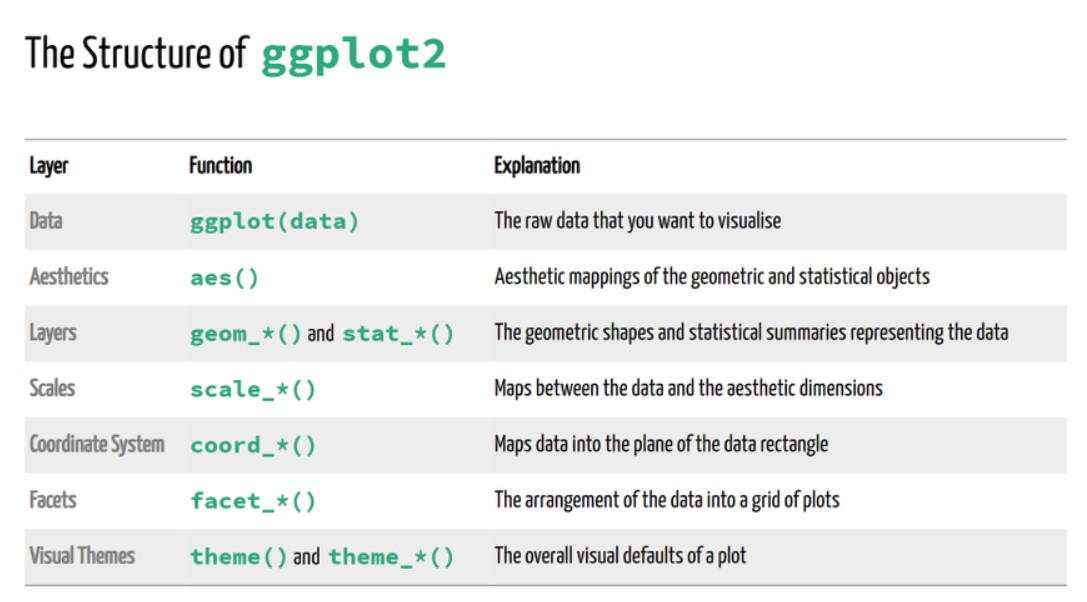 The Structure of ggplot2
Layer Function Explanation
Data ggplot(data) The raw data that you want to visualise
Aesthetics aes() Aesthetic mappings of the geometric and statistical objects
Layers geom_*() and stat_*() The geometric shapes and statistical summaries representing the data
Scales scale_*() Maps between the data and the aesthetic dimensions
Coordinate System coord_*() Maps data into the plane of the data rectangle
Facets facet_*() The arrangement of the data into a grid of plots
Visual Themes theme() and theme_*() The overall visual defaults of a plot